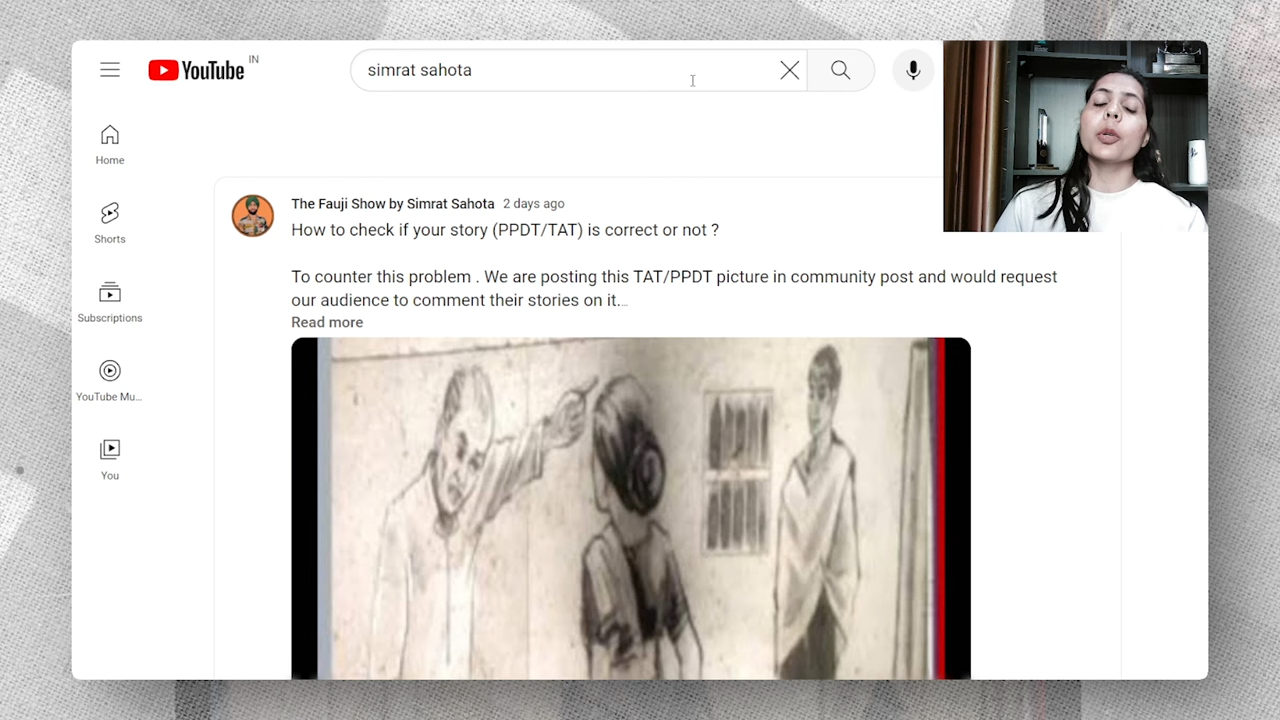 YouTube IN
simrat sahota
Home
Shorts
Subscriptions
YouTube Mu...
You
The Fauji Show by Simrat Sahota 2 days ago
How to check if your story (PPDT/TAT) is correct or not ?
To counter this problem . We are posting this TAT/PPDT picture in community post and would request
our audience to comment their stories on it...
Read more